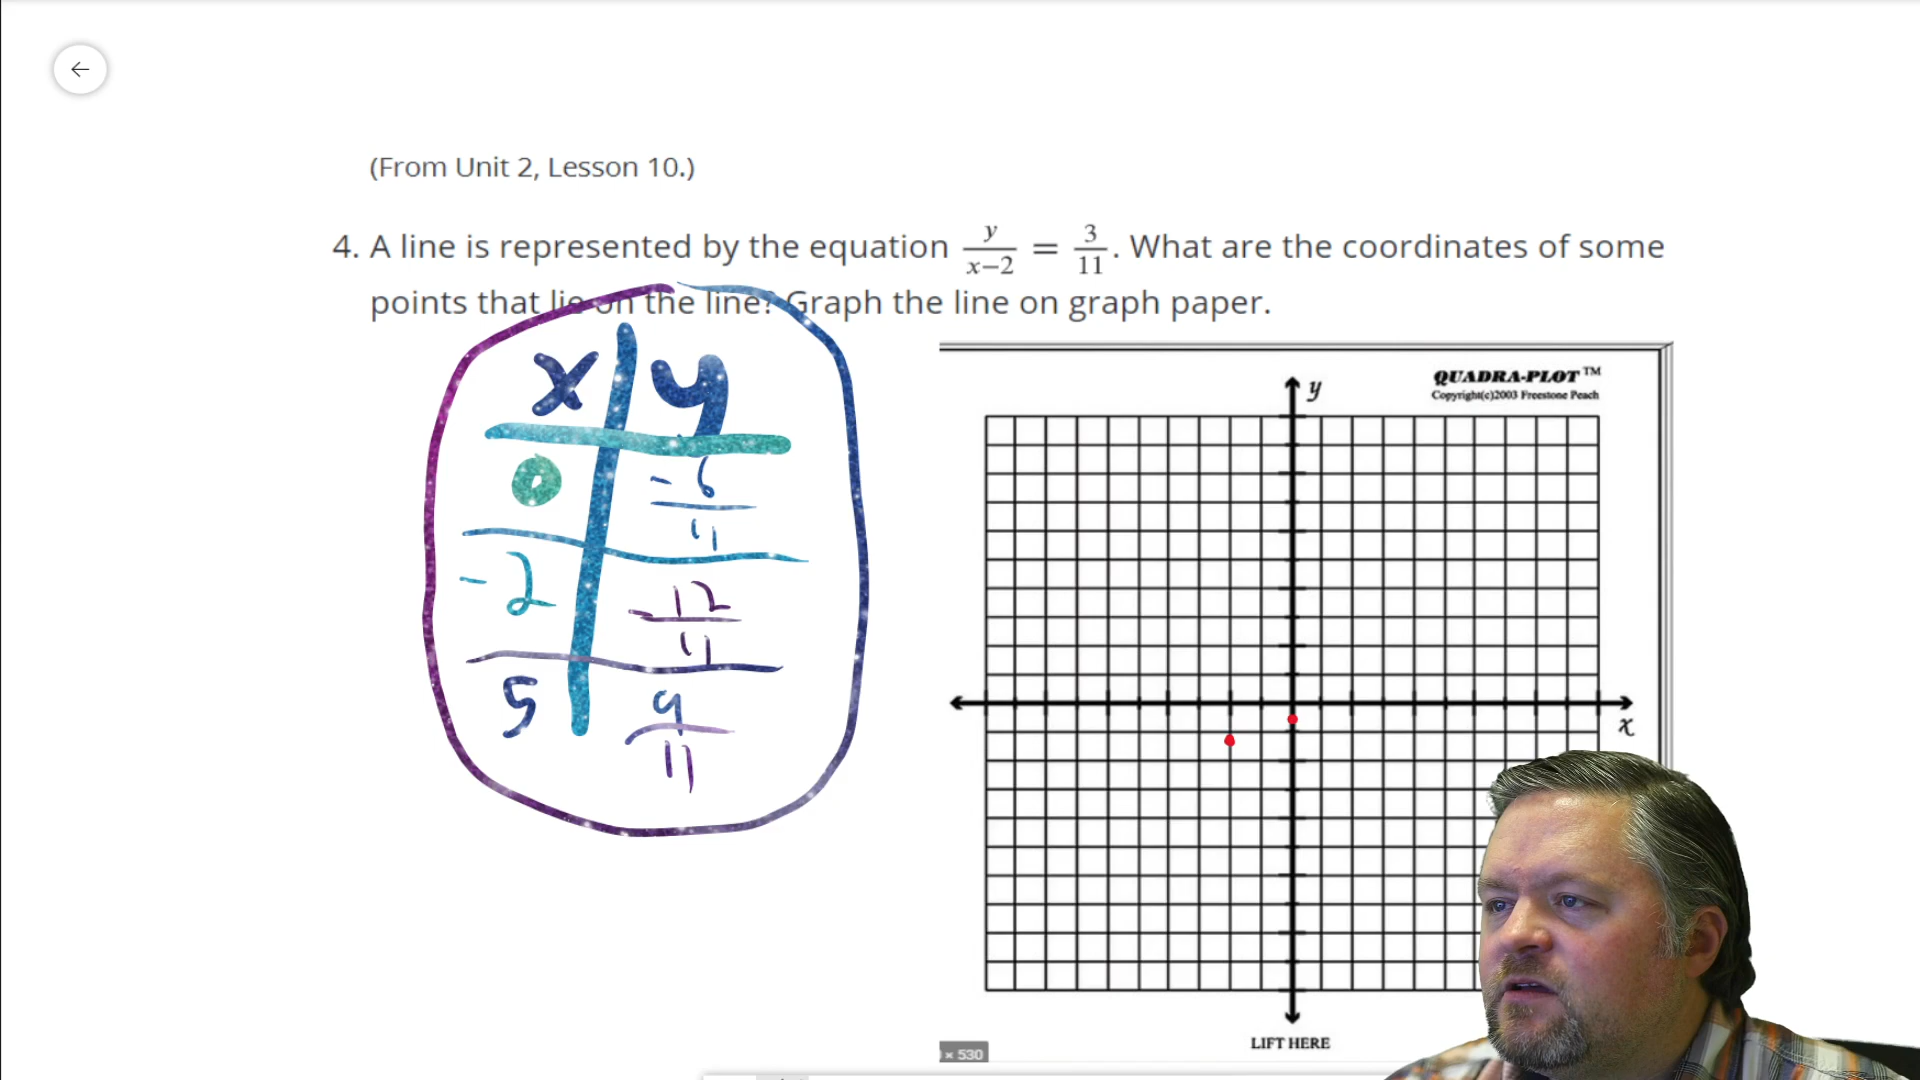 (From Unit 2, Lesson 10.)
4. A line is represented by the equation y/(x−2) = 3/11. What are the coordinates of some
points that lie on the line? Graph the line on graph paper.
x y
0 -6/11
-2 -12/11
5 9/11
QUADRA-PLOT™
Copyright(c)2003 Freestone Peach
y
x
LIFT HERE
× 530